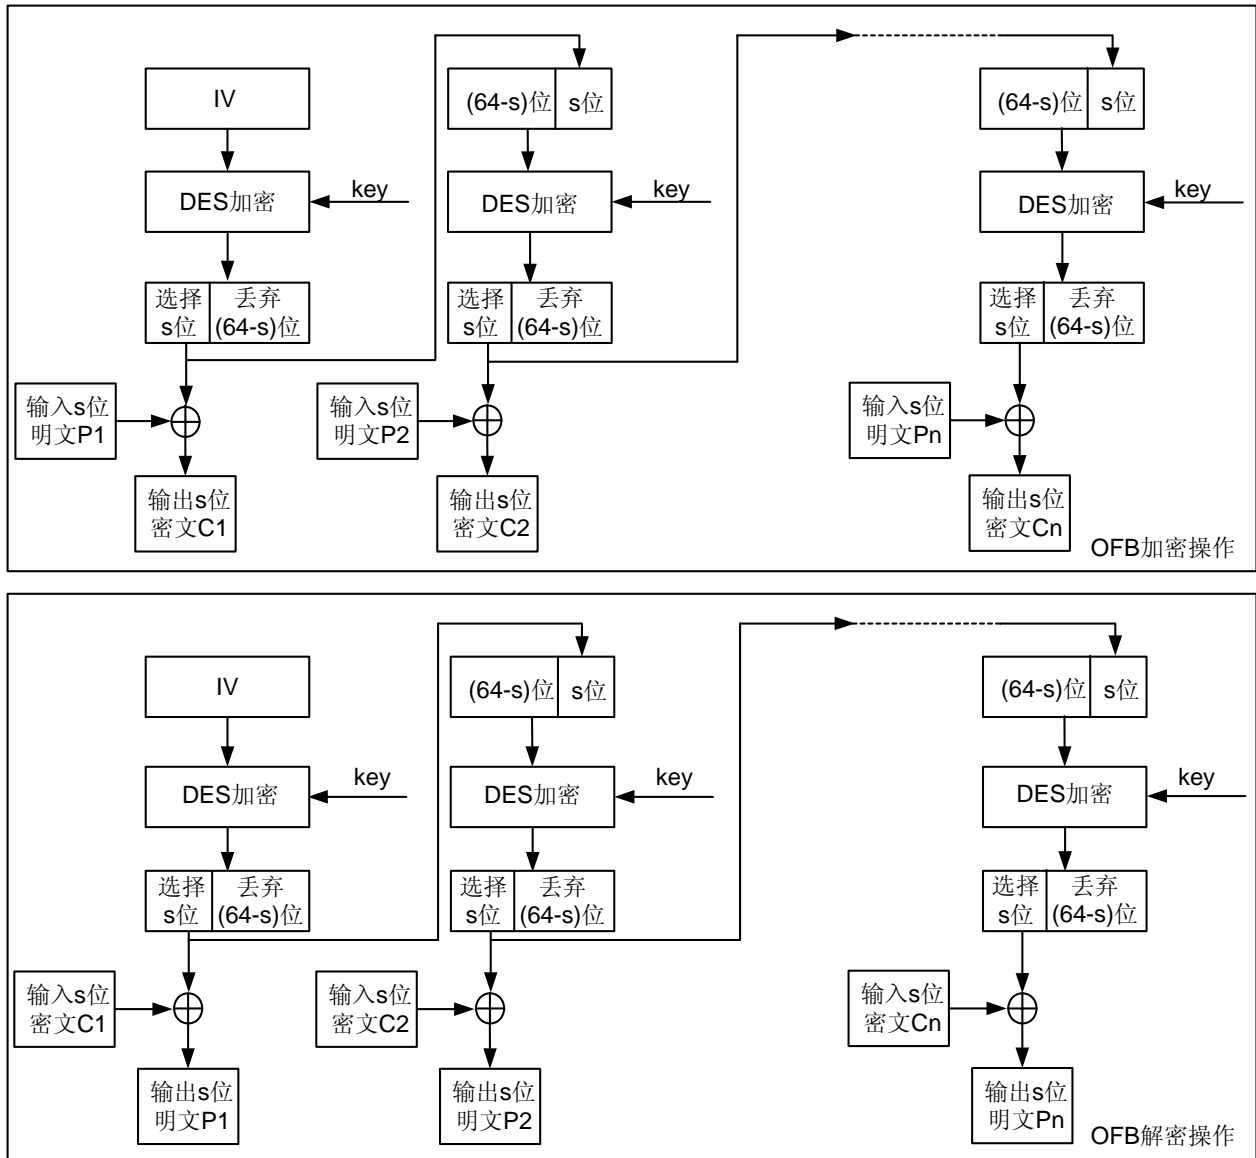 IV
(64-s)位
s位
(64-s)位
s位
DES加密
key
DES加密
key
DES加密
key
选择
s位
丢弃
(64-s)位
选择
s位
丢弃
(64-s)位
选择
s位
丢弃
(64-s)位
输入s位
明文P1
输入s位
明文P2
输入s位
明文Pn
输出s位
密文C1
输出s位
密文C2
输出s位
密文Cn
OFB加密操作
IV
(64-s)位
s位
(64-s)位
s位
DES加密
key
DES加密
key
DES加密
key
选择
s位
丢弃
(64-s)位
选择
s位
丢弃
(64-s)位
选择
s位
丢弃
(64-s)位
输入s位
密文C1
输入s位
密文C2
输入s位
密文Cn
输出s位
明文P1
输出s位
明文P2
输出s位
明文Pn
OFB解密操作